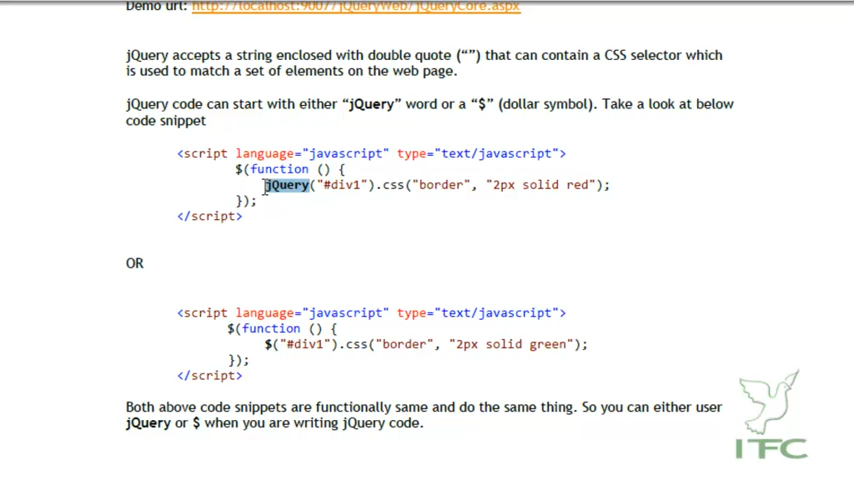 Demo url: http://localhost:9007/jQueryWeb/jQueryCore.aspx
jQuery accepts a string enclosed with double quote (“”) that can contain a CSS selector which
is used to match a set of elements on the web page.
jQuery code can start with either “jQuery” word or a “$” (dollar symbol). Take a look at below
code snippet
<script language="javascript" type="text/javascript">
$(function () {
jQuery("#div1").css("border", "2px solid red");
});
</script>
OR
<script language="javascript" type="text/javascript">
$(function () {
$("#div1").css("border", "2px solid green");
});
</script>
Both above code snippets are functionally same and do the same thing. So you can either user
jQuery or $ when you are writing jQuery code.
ITC